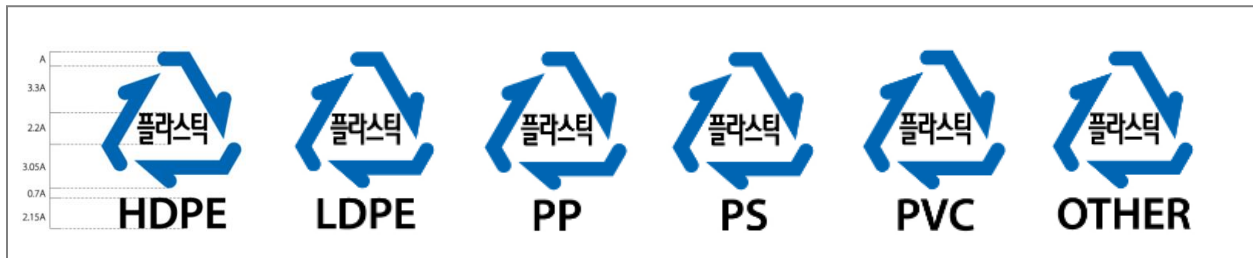 A
3.3A
2.2A
3.05A
0.7A
2.15A
플라스틱
HDPE
플라스틱
LDPE
플라스틱
PP
플라스틱
PS
플라스틱
PVC
플라스틱
OTHER